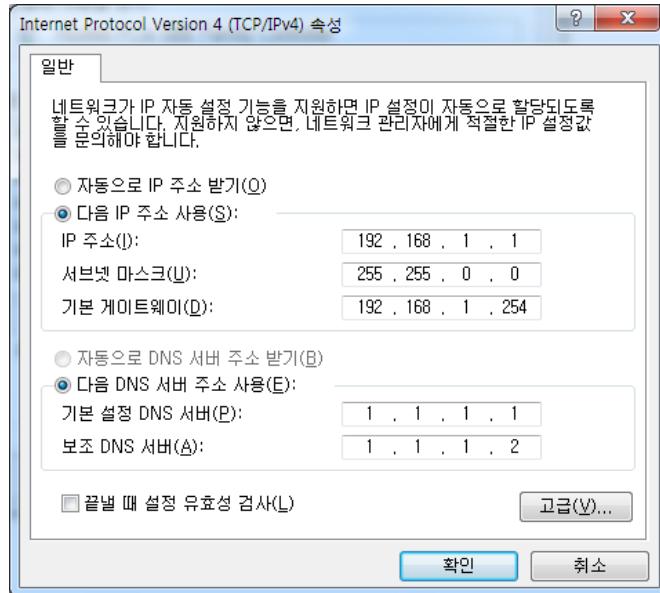 Internet Protocol Version 4 (TCP/IPv4) 속성
일반
네트워크가 IP 자동 설정 기능을 지원하면 IP 설정이 자동으로 할당되도록
할 수 있습니다. 지원하지 않으면, 네트워크 관리자에게 적절한 IP 설정값
을 문의해야 합니다.
자동으로 IP 주소 받기(O)
다음 IP 주소 사용(S):
IP 주소(I): 192 . 168 . 1 . 1
서브넷 마스크(U): 255 . 255 . 0 . 0
기본 게이트웨이(D): 192 . 168 . 1 . 254
자동으로 DNS 서버 주소 받기(B)
다음 DNS 서버 주소 사용(E):
기본 설정 DNS 서버(P): 1 . 1 . 1 . 1
보조 DNS 서버(A): 1 . 1 . 1 . 2
끝낼 때 설정 유효성 검사(L)
고급(V)...
확인 취소